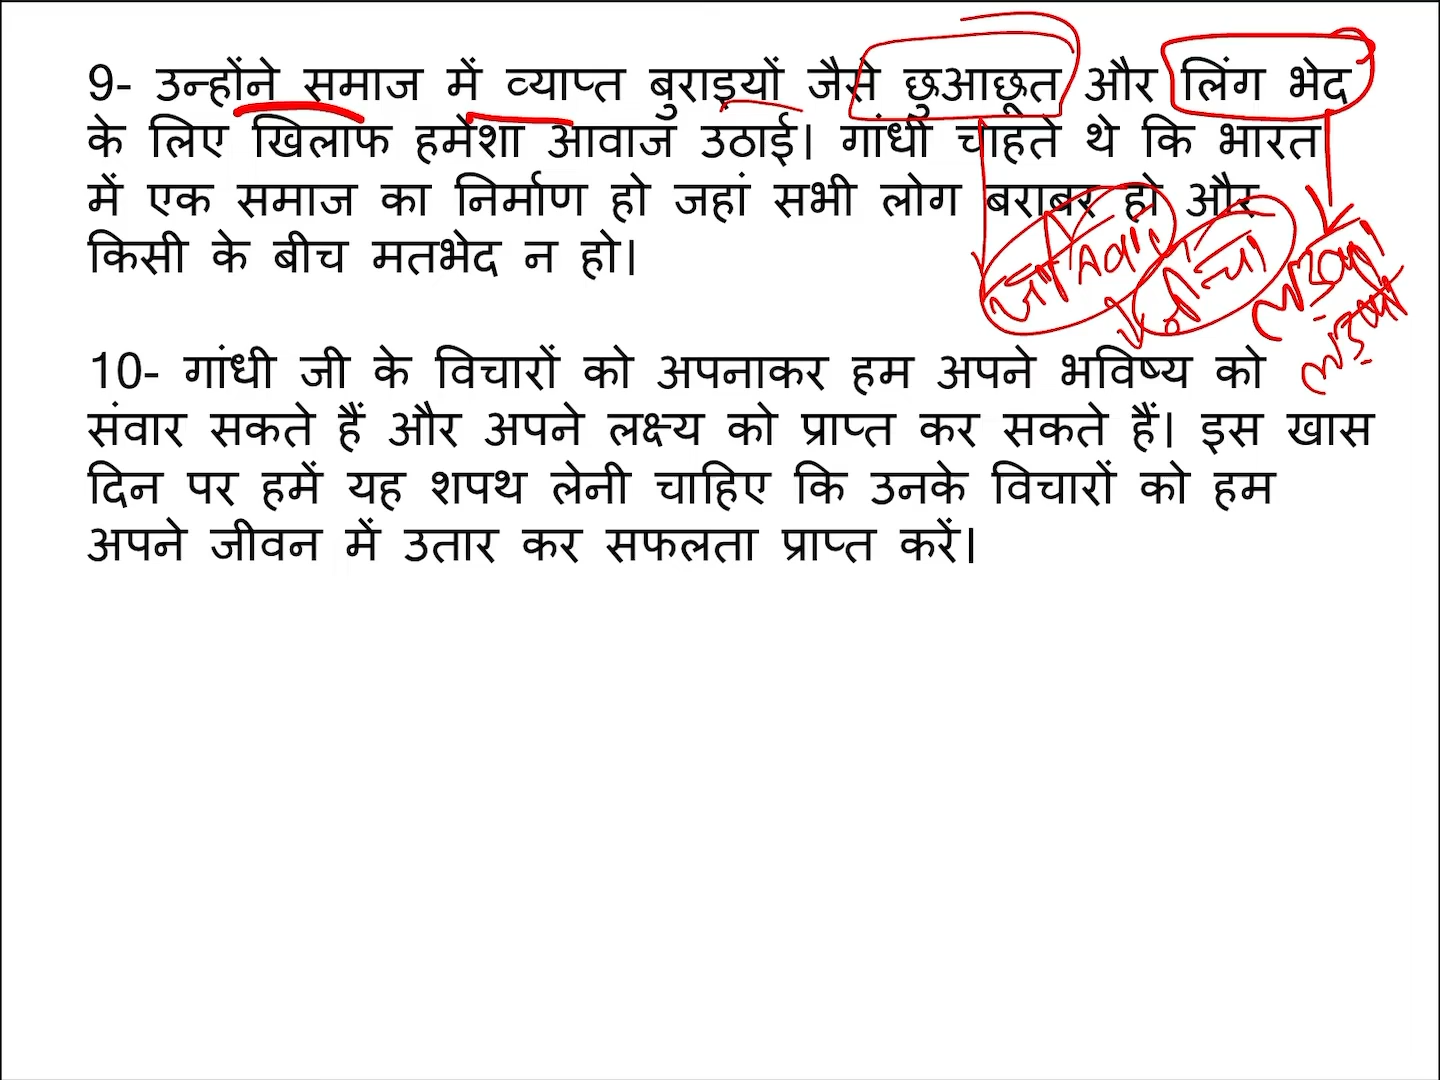 9- उन्होंने समाज में व्याप्त बुराइयों जैसे छुआछूत और लिंग भेद
के लिए खिलाफ हमेशा आवाज उठाई। गांधी चाहते थे कि भारत
में एक समाज का निर्माण हो जहां सभी लोग बराबर हो और
किसी के बीच मतभेद न हो।
10- गांधी जी के विचारों को अपनाकर हम अपने भविष्य को
संवार सकते हैं और अपने लक्ष्य को प्राप्त कर सकते हैं। इस खास
दिन पर हमें यह शपथ लेनी चाहिए कि उनके विचारों को हम
अपने जीवन में उतार कर सफलता प्राप्त करें।